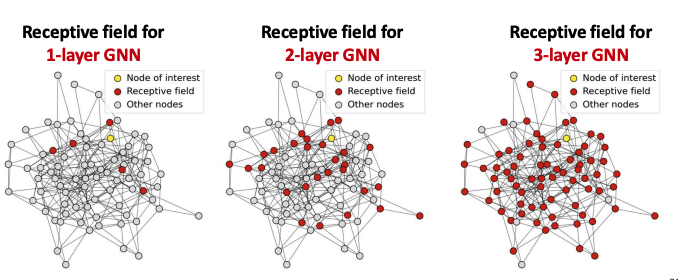 Receptive field for
1-layer GNN
Node of interest
Receptive field
Other nodes
Receptive field for
2-layer GNN
Node of interest
Receptive field
Other nodes
Receptive field for
3-layer GNN
Node of interest
Receptive field
Other nodes